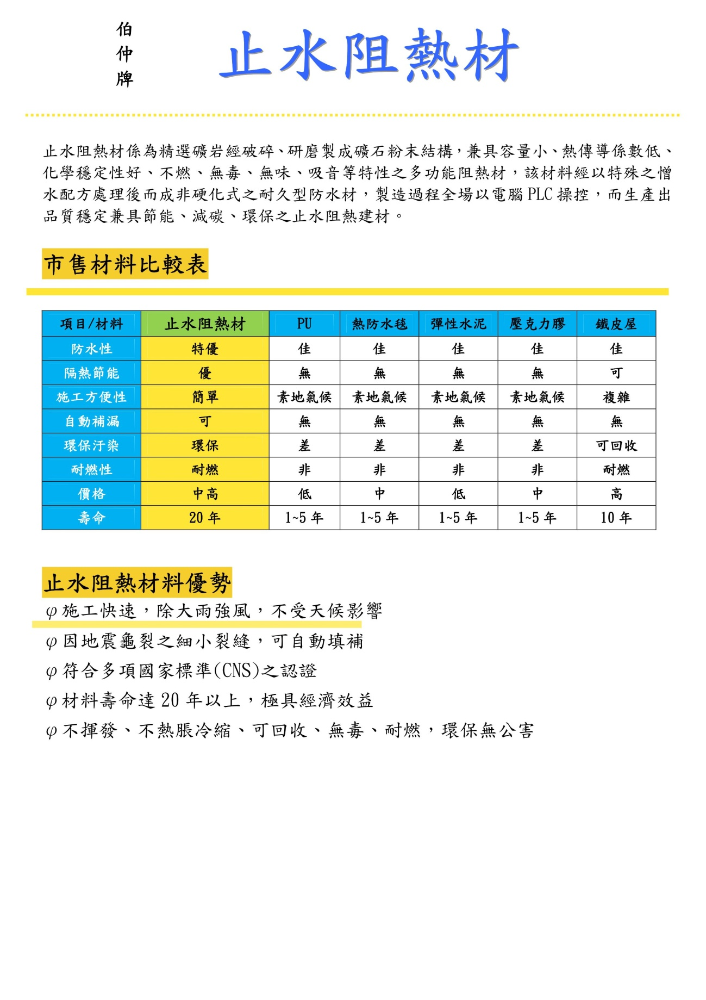 伯仲牌
止水阻熱材
止水阻熱材係為精選礦岩經破碎、研磨製成礦石粉末結構，兼具容量小、熱傳導係數低、
化學穩定性好、不燃、無毒、無味、吸音等特性之多功能阻熱材，該材料經以特殊之憎
水配方處理後而成非硬化式之耐久型防水材，製造過程全場以電腦 PLC 操控，而生產出
品質穩定兼具節能、減碳、環保之止水阻熱建材。
市售材料比較表
項目/材料 止水阻熱材 PU 熱防水毯 彈性水泥 壓克力膠 鐵皮屋
防水性 特優 佳 佳 佳 佳 佳
隔熱節能 優 無 無 無 無 可
施工方便性 簡單 素地氣候 素地氣候 素地氣候 素地氣候 複雜
自動補漏 可 無 無 無 無 無
環保汙染 環保 差 差 差 差 可回收
耐燃性 耐燃 非 非 非 非 耐燃
價格 中高 低 中 低 中 高
壽命 20 年 1~5 年 1~5 年 1~5 年 1~5 年 10 年
止水阻熱材料優勢
φ 施工快速，除大雨強風，不受天候影響
φ 因地震龜裂之細小裂縫，可自動填補
φ 符合多項國家標準(CNS)之認證
φ 材料壽命達 20 年以上，極具經濟效益
φ 不揮發、不熱脹冷縮、可回收、無毒、耐燃，環保無公害